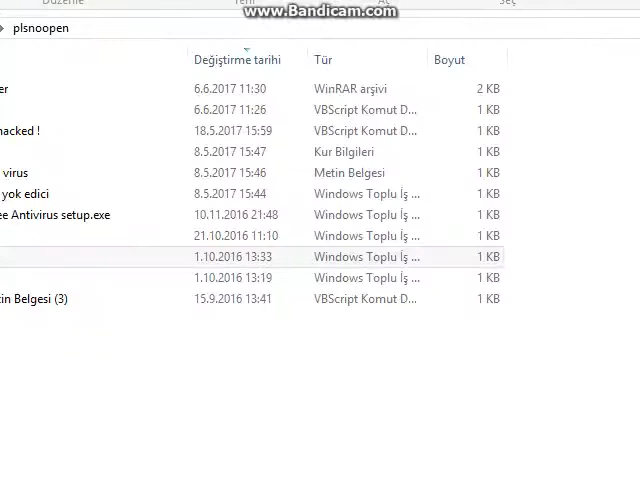 Düzenle Yeni Aç Seç
www.Bandicam.com
plsnoopen
Değiştirme tarihi Tür Boyut
er 6.6.2017 11:30 WinRAR arşivi 2 KB
6.6.2017 11:26 VBScript Komut D... 1 KB
hacked ! 18.5.2017 15:59 VBScript Komut D... 1 KB
8.5.2017 15:47 Kur Bilgileri 1 KB
virus 8.5.2017 15:46 Metin Belgesi 1 KB
yok edici 8.5.2017 15:44 Windows Toplu İş ... 1 KB
ee Antivirus setup.exe 10.11.2016 21:48 Windows Toplu İş ... 1 KB
21.10.2016 11:10 Windows Toplu İş ... 1 KB
1.10.2016 13:33 Windows Toplu İş ... 1 KB
1.10.2016 13:19 Windows Toplu İş ... 1 KB
in Belgesi (3) 15.9.2016 13:41 VBScript Komut D... 1 KB